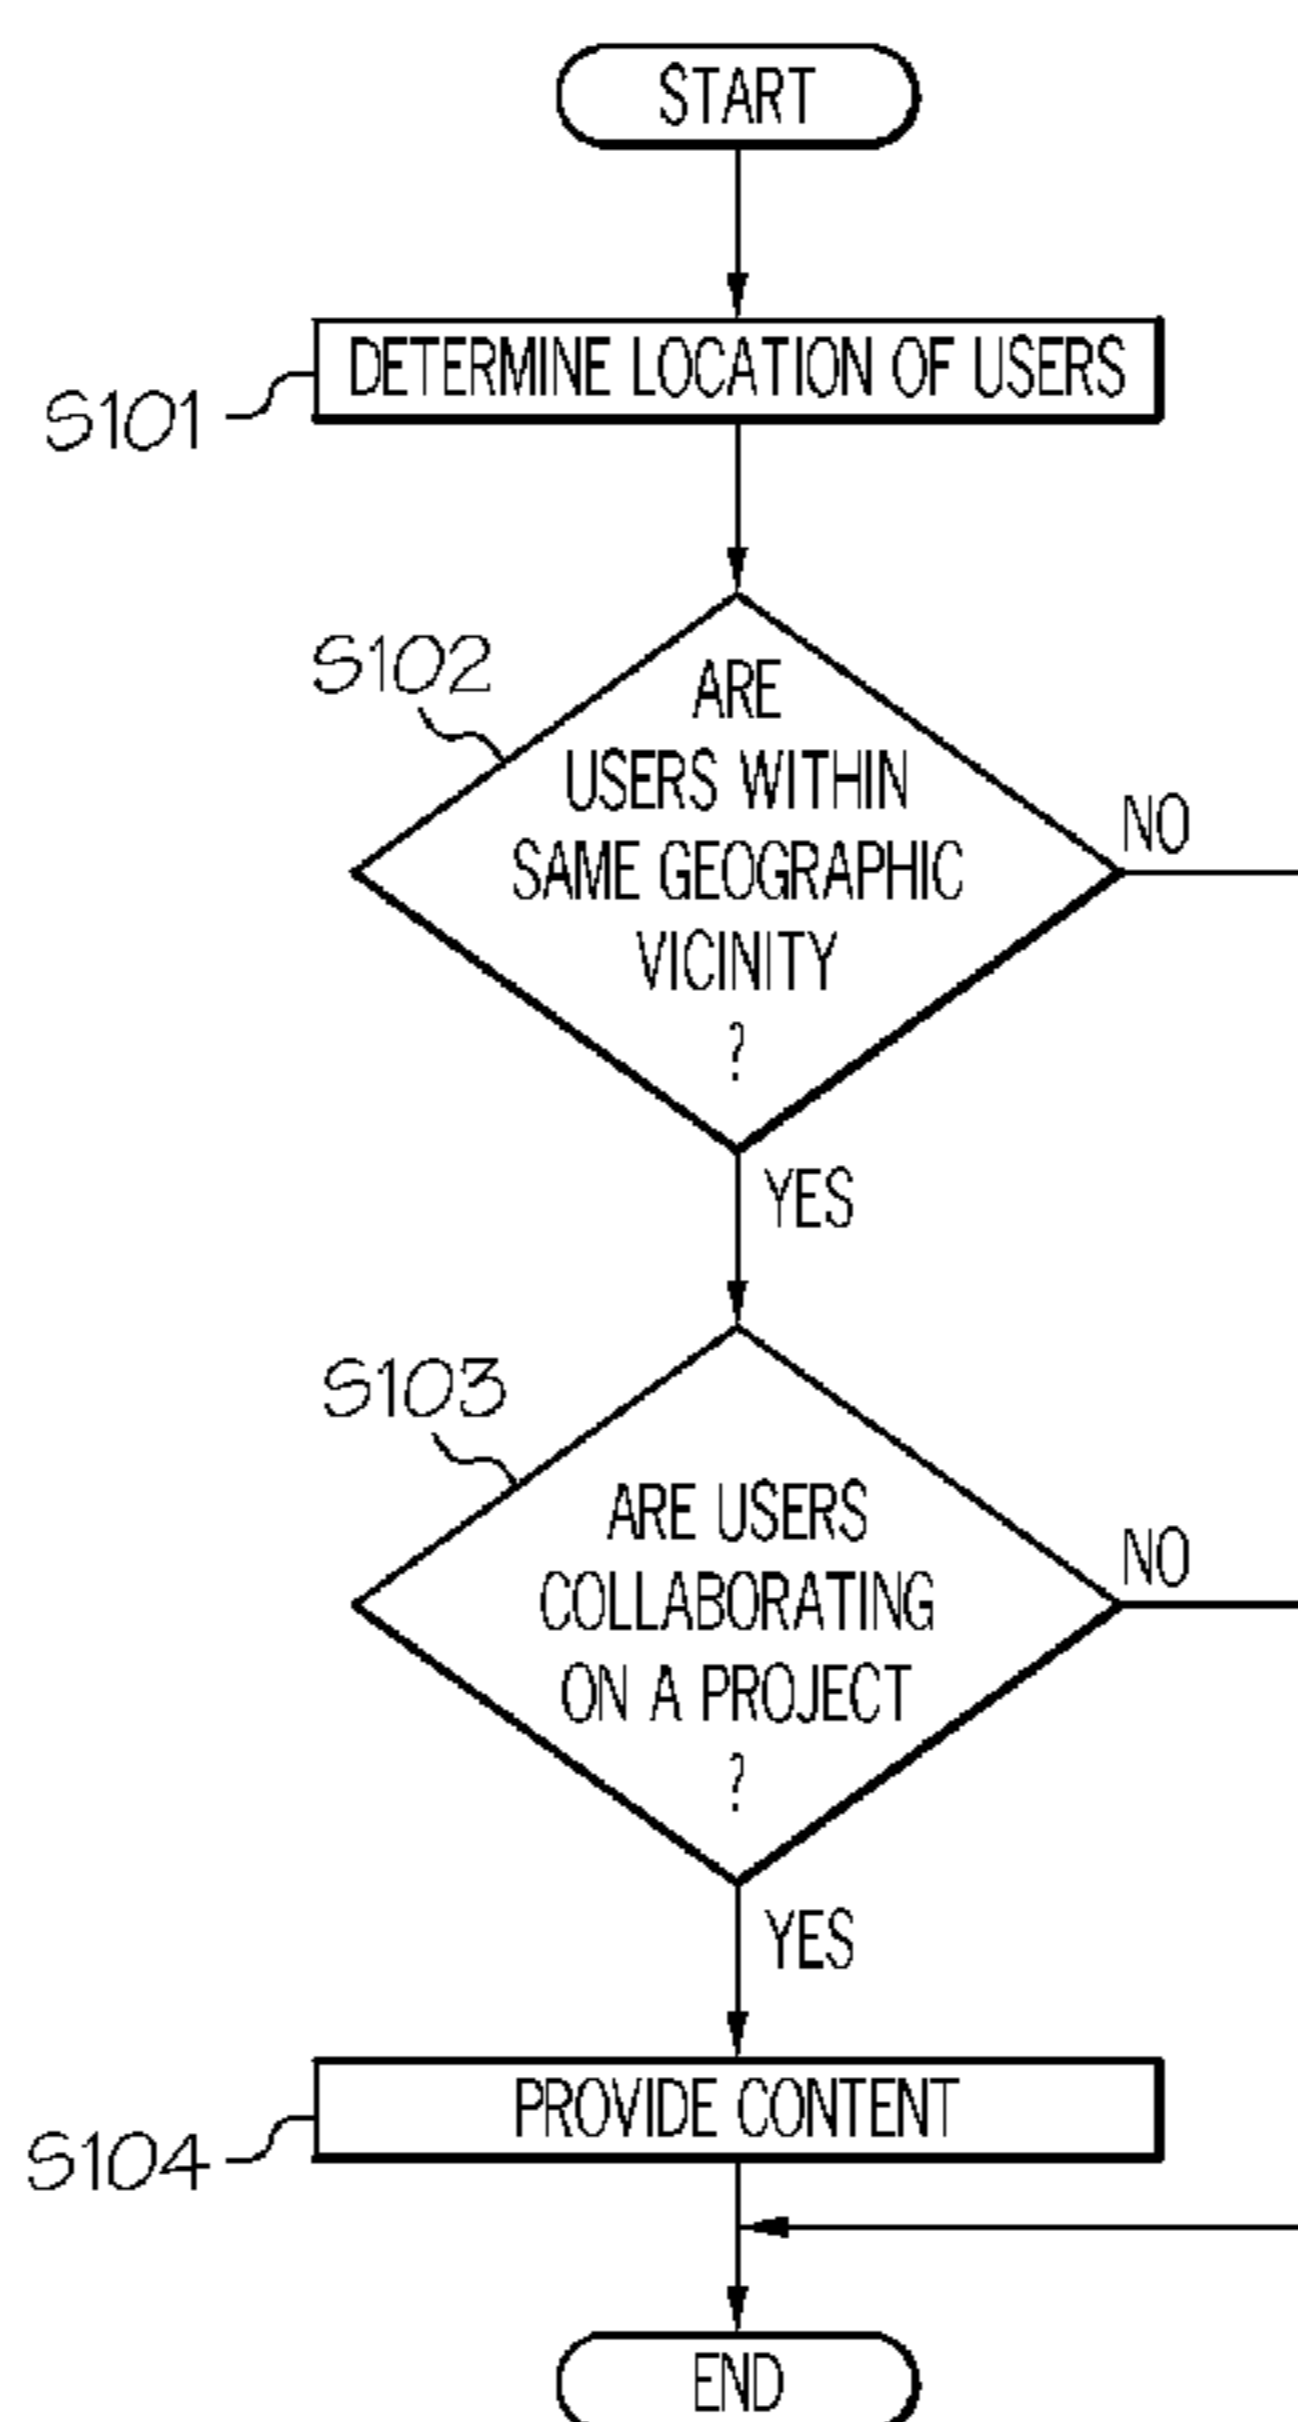 START
S101
DETERMINE LOCATION OF USERS
S102
ARE
USERS WITHIN
SAME GEOGRAPHIC
VICINITY
?
NO
YES
S103
ARE USERS
COLLABORATING
ON A PROJECT
?
NO
YES
S104
PROVIDE CONTENT
END